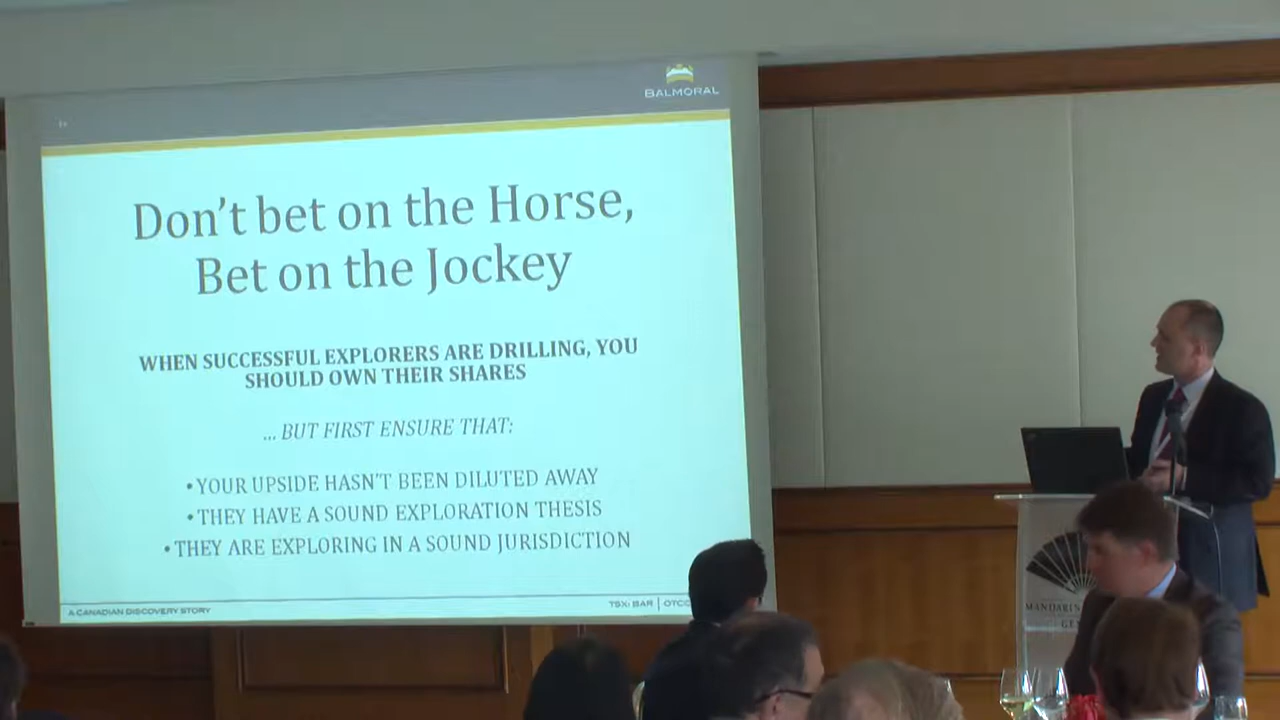 BALMORAL
Don't bet on the Horse,
Bet on the Jockey
WHEN SUCCESSFUL EXPLORERS ARE DRILLING, YOU
SHOULD OWN THEIR SHARES
... BUT FIRST ENSURE THAT:
• YOUR UPSIDE HASN'T BEEN DILUTED AWAY
• THEY HAVE A SOUND EXPLORATION THESIS
• THEY ARE EXPLORING IN A SOUND JURISDICTION
A CANADIAN DISCOVERY STORY
TSX: BAR |